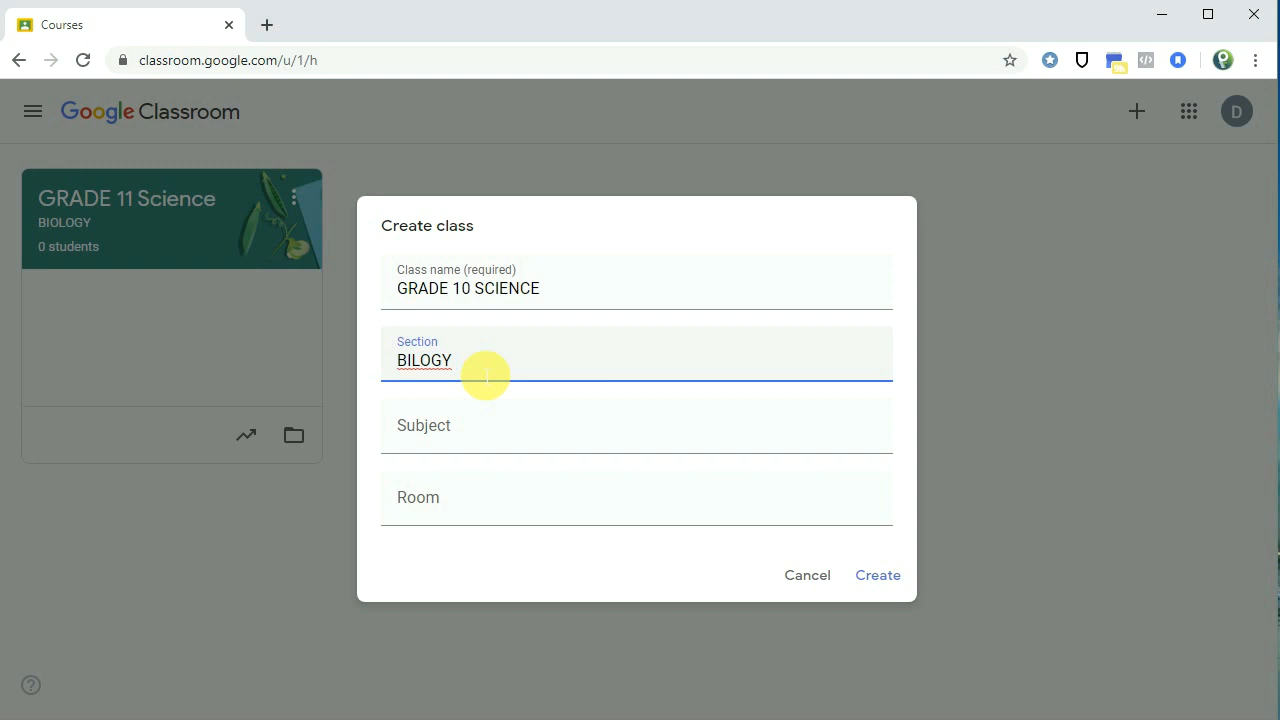 Courses
classroom.google.com/u/1/h
Google Classroom
D
GRADE 11 Science
BIOLOGY
0 students
Create class
Class name (required)
GRADE 10 SCIENCE
Section
BILOGY
Subject
Room
Cancel
Create